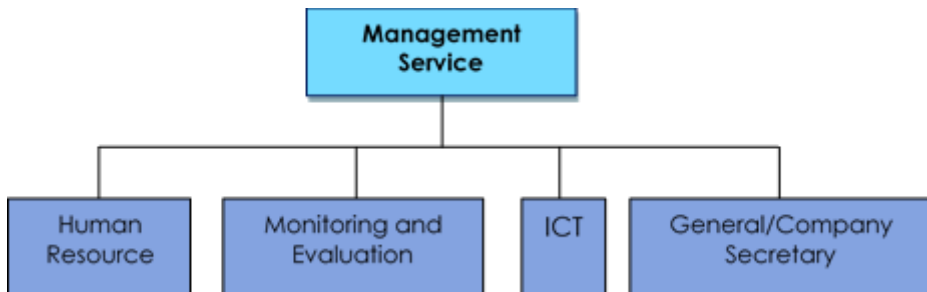 Management
Service
Human
Resource
Monitoring and
Evaluation
ICT
General/Company
Secretary